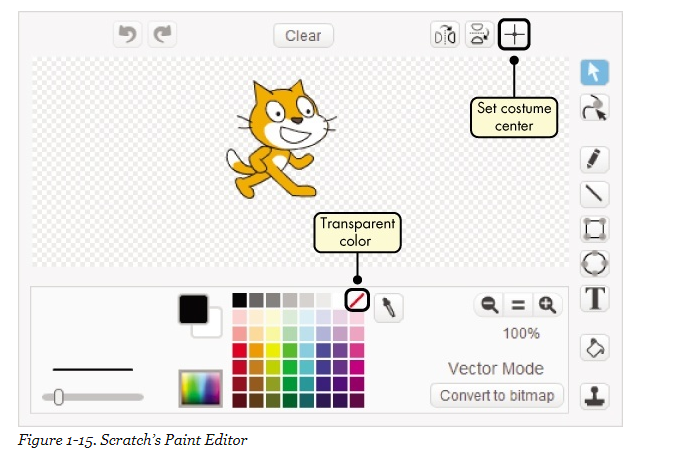 Clear
Set costume
center
Transparent
color
T
100%
Vector Mode
Convert to bitmap
Figure 1-15. Scratch's Paint Editor